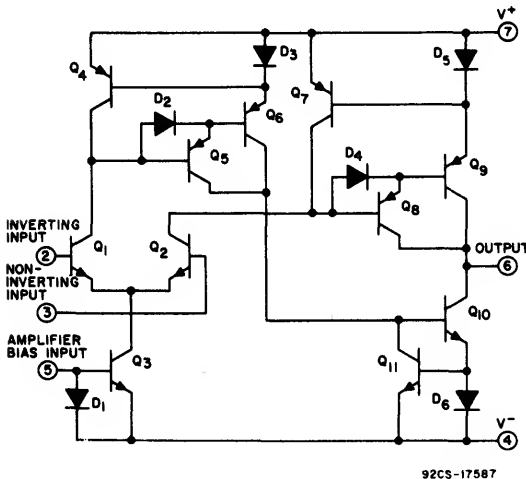 V+
7
D3
D5
Q4
Q7
D2
Q6
D4
Q5
Q9
Q8
INVERTING
INPUT
2
Q1
Q2
OUTPUT
6
NON-
INVERTING
INPUT
3
Q10
AMPLIFIER
BIAS INPUT
5
Q3
Q11
D1
D6
V-
4
92CS-17587